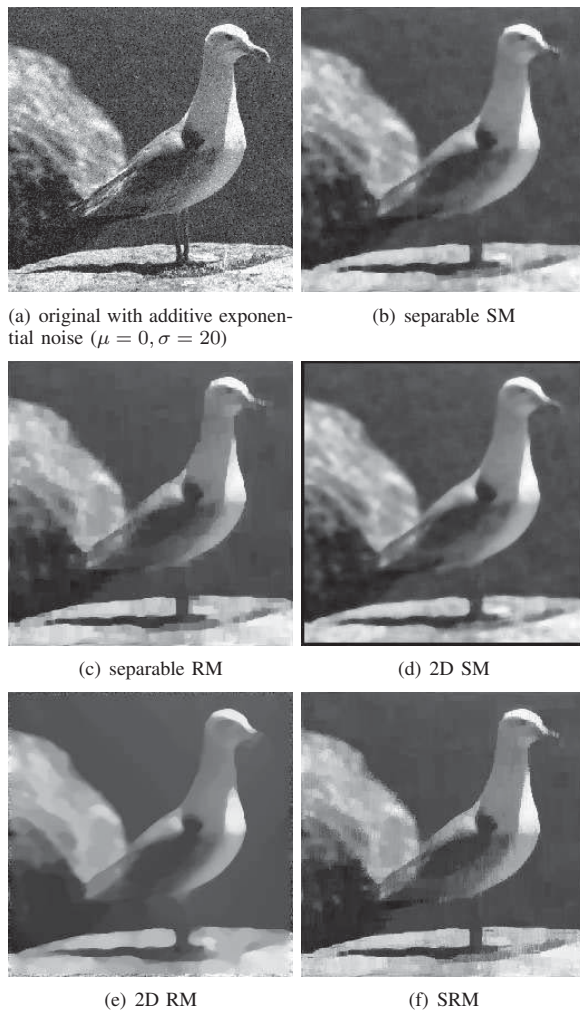 (a) original with additive exponen-
tial noise (μ = 0, σ = 20)
(b) separable SM
(c) separable RM
(d) 2D SM
(e) 2D RM
(f) SRM